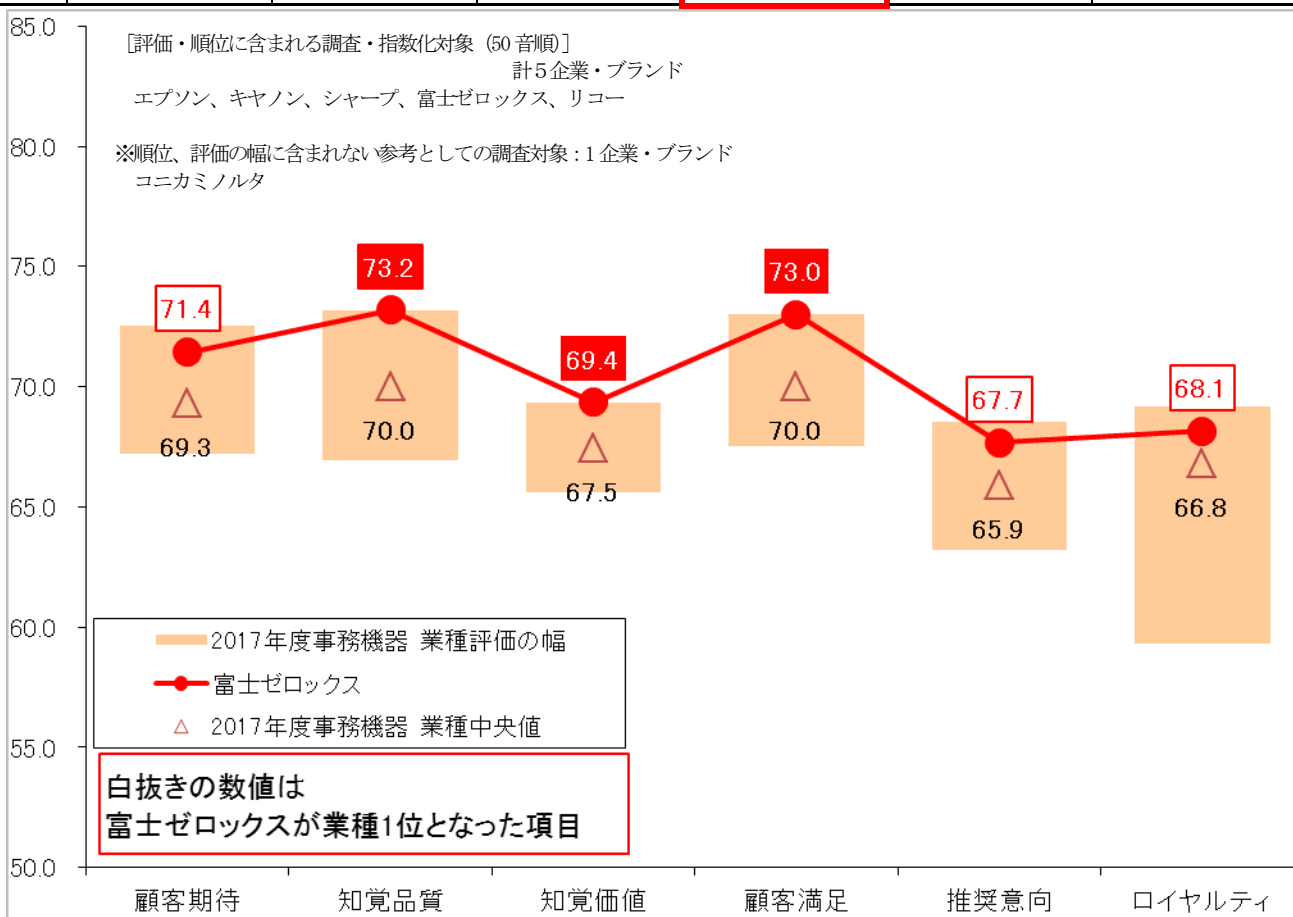 85.0
80.0
75.0
70.0
65.0
60.0
55.0
50.0
［評価・順位に含まれる調査・指数化対象（50音順）］
計５企業・ブランド
エプソン、キヤノン、シャープ、富士ゼロックス、リコー
※順位、評価の幅に含まれない参考としての調査対象：1企業・ブランド
コニカミノルタ
71.4
73.2
69.4
73.0
67.7
68.1
69.3
70.0
67.5
70.0
65.9
66.8
2017年度事務機器 業種評価の幅
富士ゼロックス
2017年度事務機器 業種中央値
白抜きの数値は
富士ゼロックスが業種1位となった項目
顧客期待
知覚品質
知覚価値
顧客満足
推奨意向
ロイヤルティ